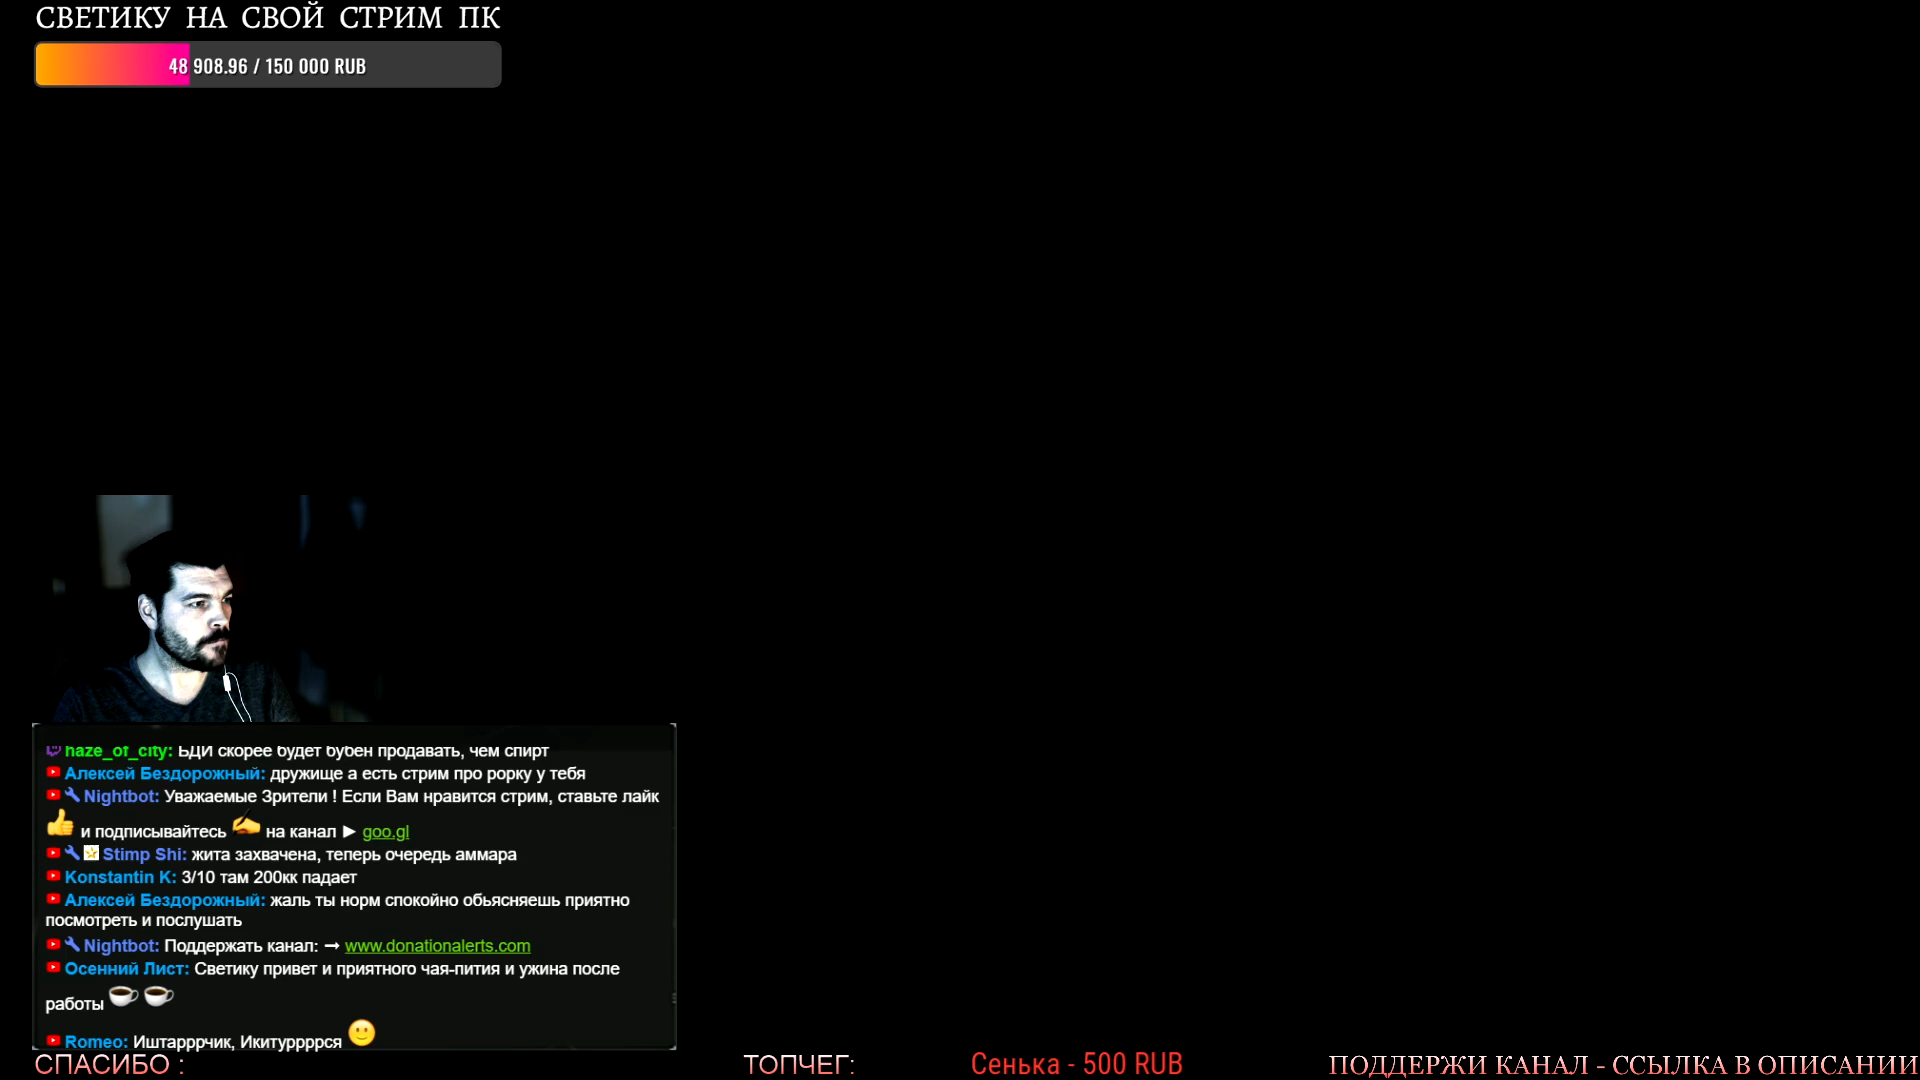 СВЕТИКУ НА СВОЙ СТРИМ ПК
48 908.96 / 150 000 RUB
haze_of_city: БДИ скорее будет бубен продавать, чем спирт
Алексей Бездорожный: дружище а есть стрим про рорку у тебя
Nightbot: Уважаемые Зрители ! Если Вам нравится стрим, ставьте лайк
👍 и подписывайтесь ✍ на канал ► goo.gl
Stimp Shi: жита захвачена, теперь очередь аммара
Konstantin K: 3/10 там 200кк падает
Алексей Бездорожный: жаль ты норм спокойно обьясняешь приятно
посмотреть и послушать
Nightbot: Поддержать канал: → www.donationalerts.com
Осенний Лист: Светику привет и приятного чая-пития и ужина после
работы ☕ ☕
Romeo: Иштарррчик, Икитуррррся 🙂
СПАСИБО :
ТОПЧЕГ:
Сенька - 500 RUB
ПОДДЕРЖИ КАНАЛ - ССЫЛКА В ОПИСАНИИ